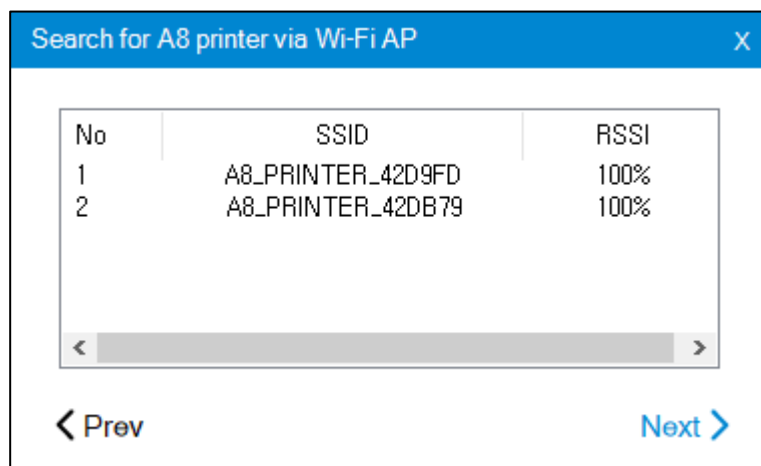 Search for A8 printer via Wi-Fi AP X
No SSID RSSI
1 A8_PRINTER_42D9FD 100%
2 A8_PRINTER_42DB79 100%
Prev Next